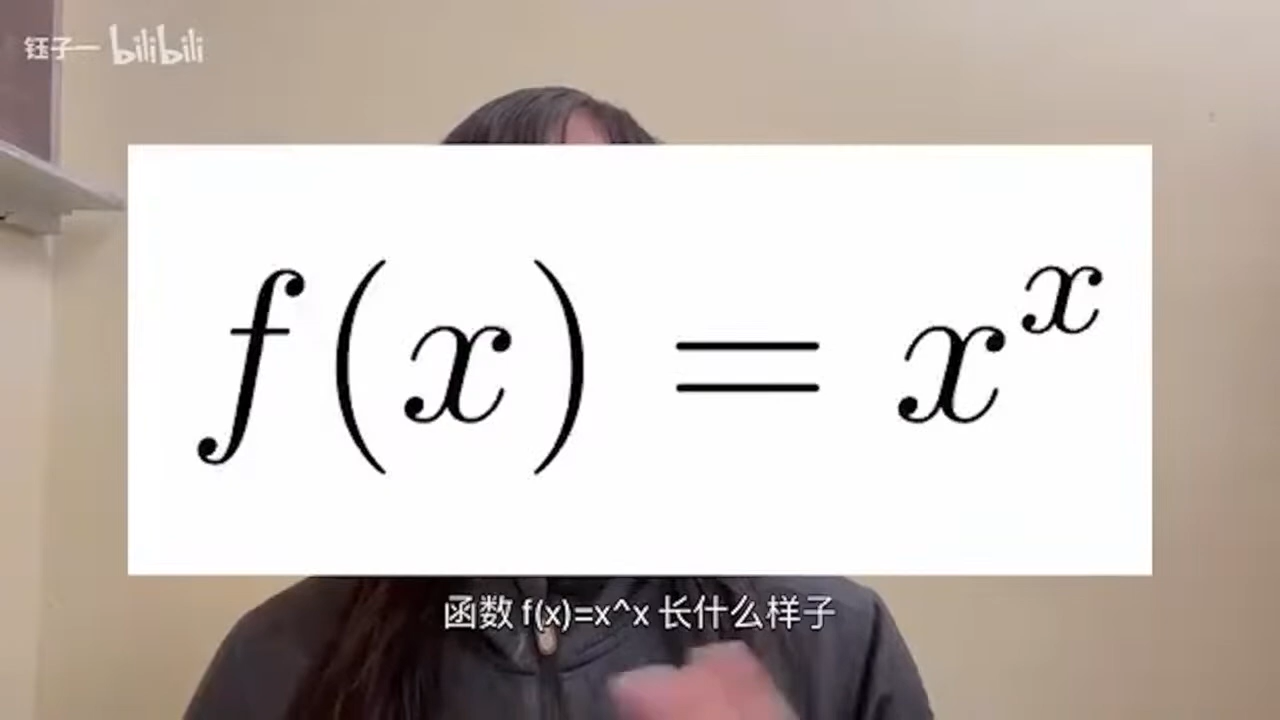 钰子一 bilibili
f(x) = x^x
函数 f(x)=x^x 长什么样子